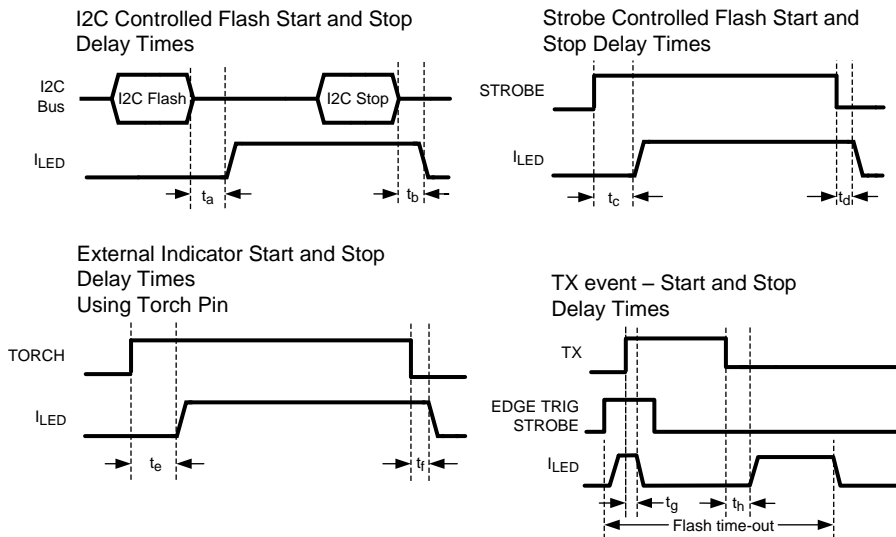 I2C Controlled Flash Start and Stop
Delay Times
I2C
Bus
I2C Flash
I2C Stop
ILED
ta
tb
Strobe Controlled Flash Start and
Stop Delay Times
STROBE
ILED
tc
td
External Indicator Start and Stop
Delay Times
Using Torch Pin
TORCH
ILED
te
tf
TX event – Start and Stop
Delay Times
TX
EDGE TRIG
STROBE
ILED
tg
th
Flash time-out